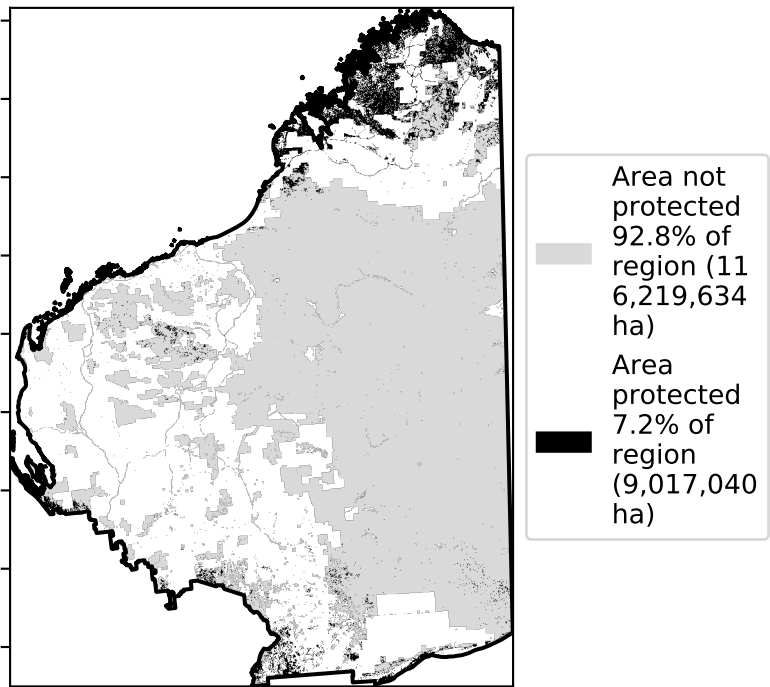 Area not
protected
92.8% of
region (11
6,219,634
ha)
Area
protected
7.2% of
region
(9,017,040
ha)